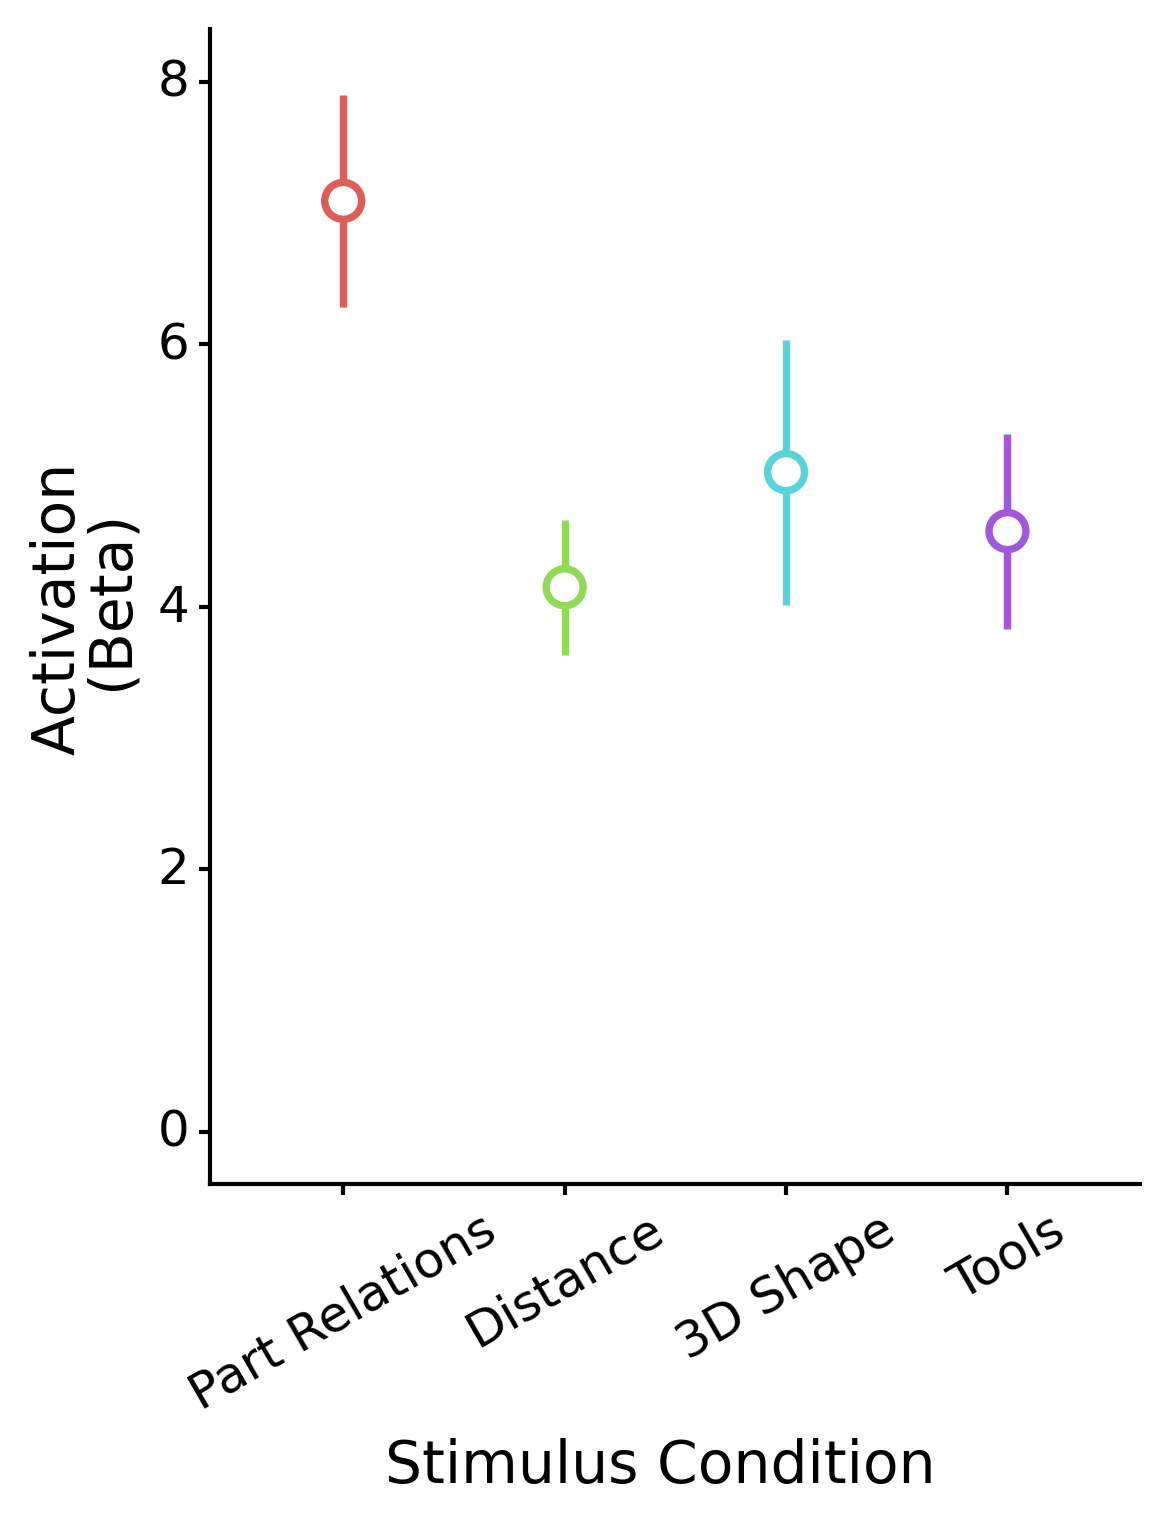 8
6
4
2
0
Activation
(Beta)
Part Relations
Distance
3D Shape
Tools
Stimulus Condition